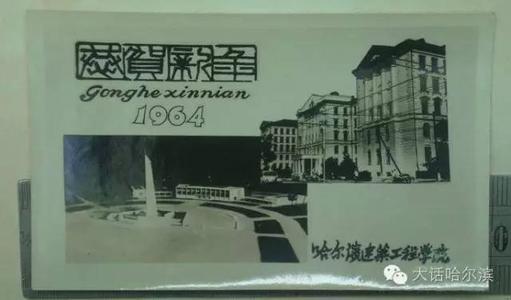 恭賀新年
Gonghe xinnian
1964
哈尔滨建築工程学院
大话哈尔滨